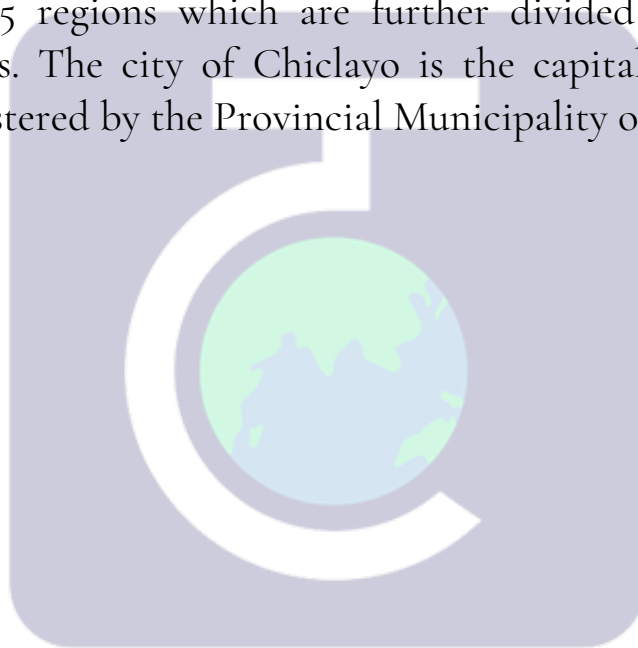 5 regions which are further divided
s. The city of Chiclayo is the capital
stered by the Provincial Municipality o